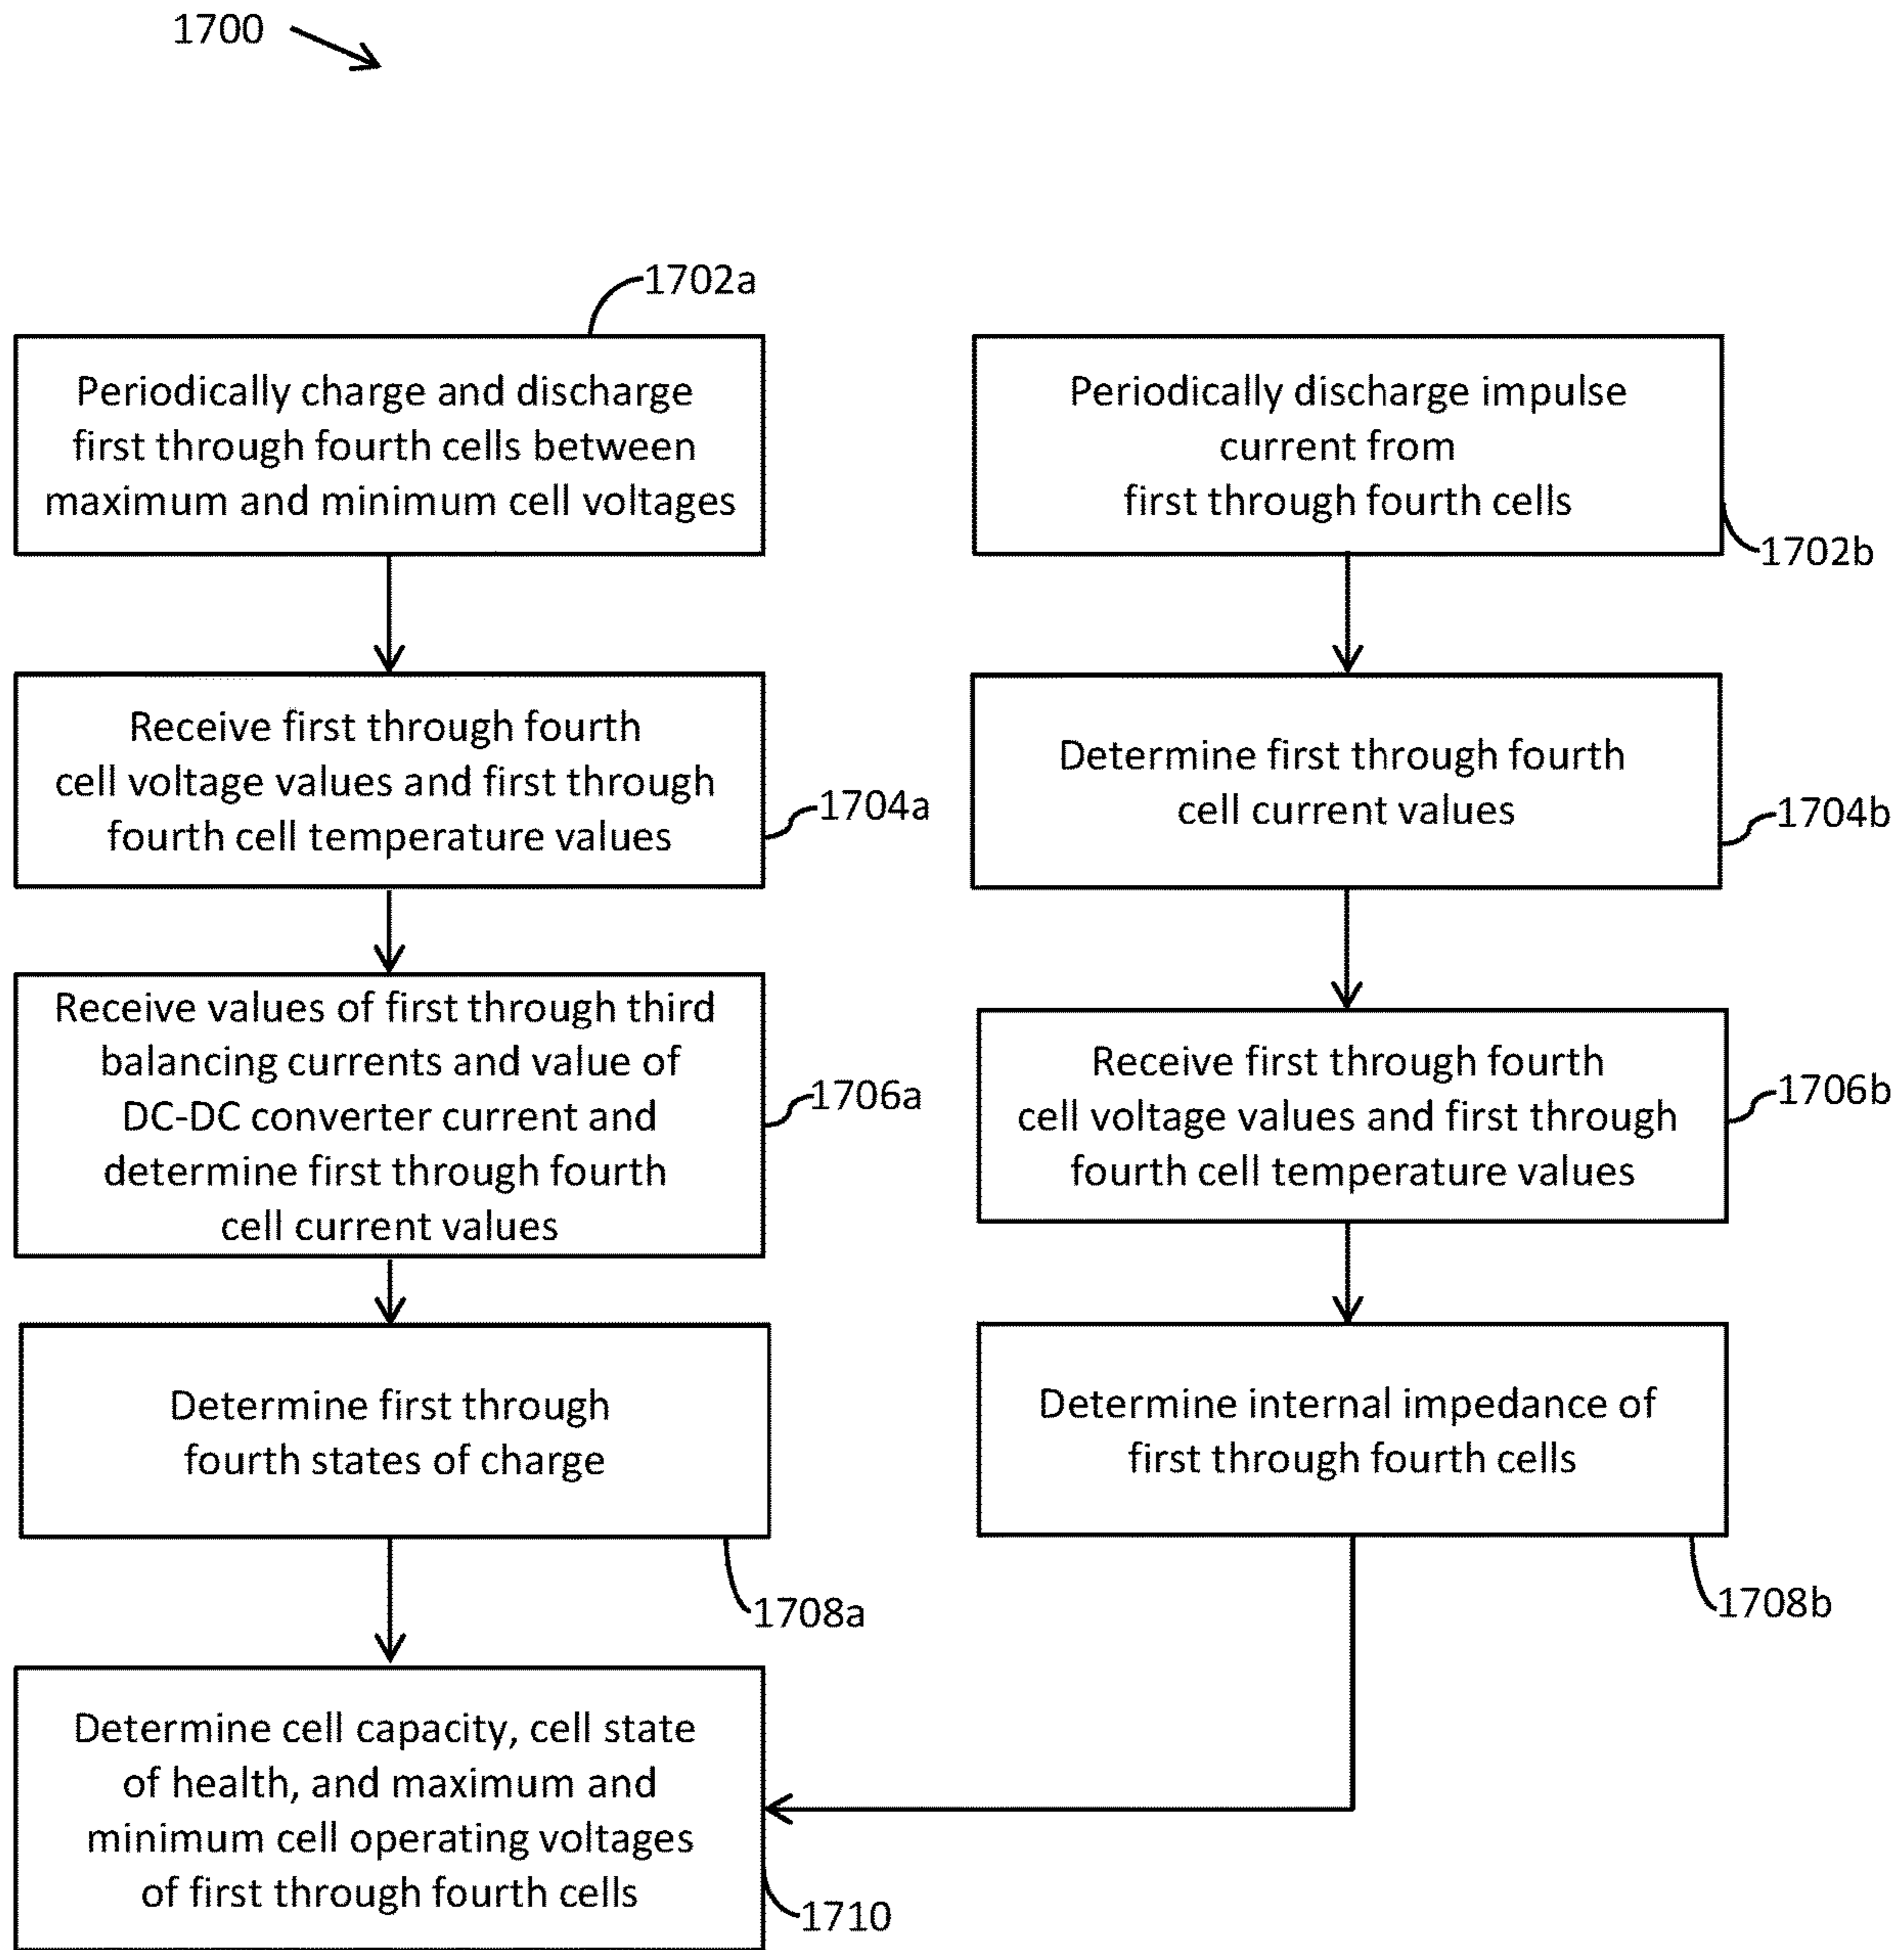 1700
1702a
Periodically charge and discharge
first through fourth cells between
maximum and minimum cell voltages
Periodically discharge impulse
current from
first through fourth cells
1702b
Receive first through fourth
cell voltage values and first through
fourth cell temperature values
1704a
Determine first through fourth
cell current values
1704b
Receive values of first through third
balancing currents and value of
DC-DC converter current and
determine first through fourth
cell current values
1706a
Receive first through fourth
cell voltage values and first through
fourth cell temperature values
1706b
Determine first through
fourth states of charge
1708a
Determine internal impedance of
first through fourth cells
1708b
Determine cell capacity, cell state
of health, and maximum and
minimum cell operating voltages
of first through fourth cells
1710